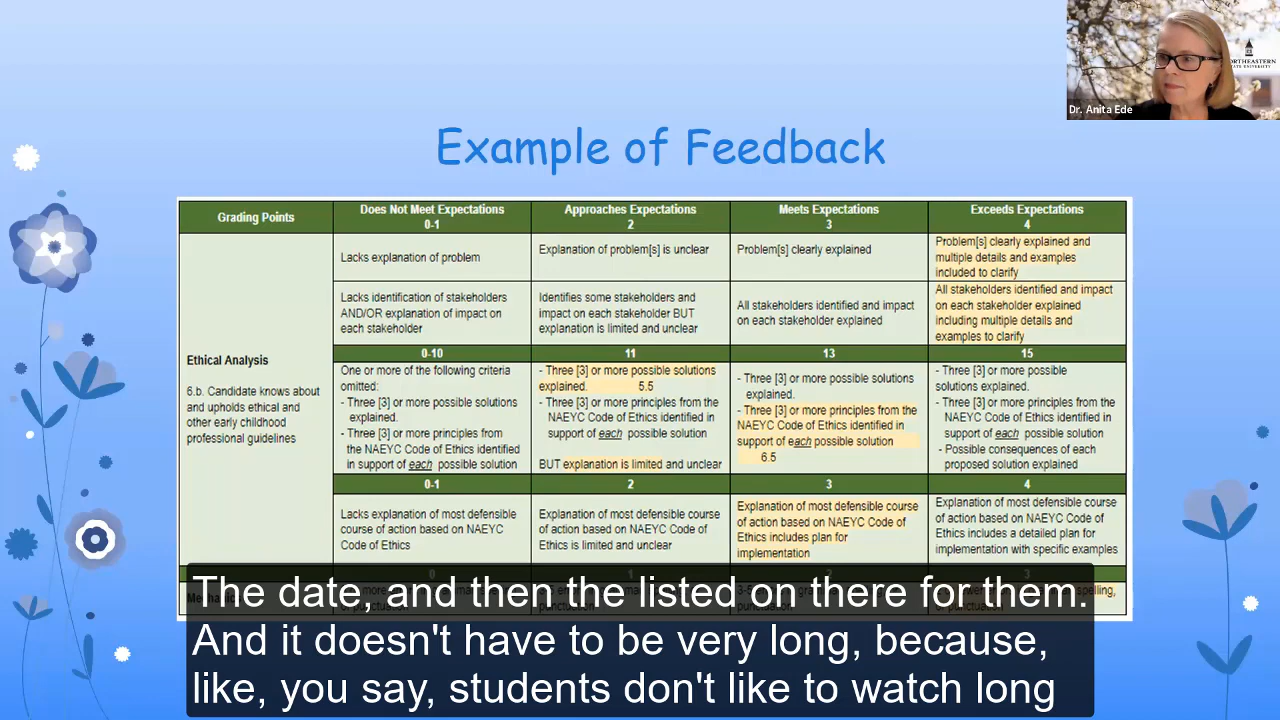 NORTHEASTERN
STATE UNIVERSITY
Dr. Anita Ede
Example of Feedback
Grading Points
Does Not Meet Expectations
0-1
Approaches Expectations
2
Meets Expectations
3
Exceeds Expectations
4
Ethical Analysis
6.b. Candidate knows about
and upholds ethical and
other early childhood
professional guidelines
Lacks explanation of problem
Explanation of problem[s] is unclear
Problem[s] clearly explained
Problem[s] clearly explained and
multiple details and examples
included to clarify
Lacks identification of stakeholders
AND/OR explanation of impact on
each stakeholder
Identifies some stakeholders and
impact on each stakeholder BUT
explanation is limited and unclear
All stakeholders identified and impact
on each stakeholder explained
All stakeholders identified and impact
on each stakeholder explained
including multiple details and
examples to clarify
0-10
11
13
15
One or more of the following criteria
omitted:
- Three [3] or more possible solutions
explained.
- Three [3] or more principles from
the NAEYC Code of Ethics identified
in support of each possible solution
- Three [3] or more possible solutions
explained. 5.5
- Three [3] or more principles from the
NAEYC Code of Ethics identified in
support of each possible solution
BUT explanation is limited and unclear
- Three [3] or more possible solutions
explained.
- Three [3] or more principles from the
NAEYC Code of Ethics identified in
support of each possible solution
6.5
- Three [3] or more possible
solutions explained.
- Three [3] or more principles from the
NAEYC Code of Ethics identified in
support of each possible solution
- Possible consequences of each
proposed solution explained
0-1
2
3
4
Lacks explanation of most defensible
course of action based on NAEYC
Code of Ethics
Explanation of most defensible course
of action based on NAEYC Code of
Ethics is limited and unclear
Explanation of most defensible course
of action based on NAEYC Code of
Ethics includes plan for
implementation
Explanation of most defensible course of
action based on NAEYC Code of Ethics
includes a detailed plan for
implementation with specific examples
spelling,
The date, and then the listed on there for them.
And it doesn't have to be very long, because,
like, you say, students don't like to watch long